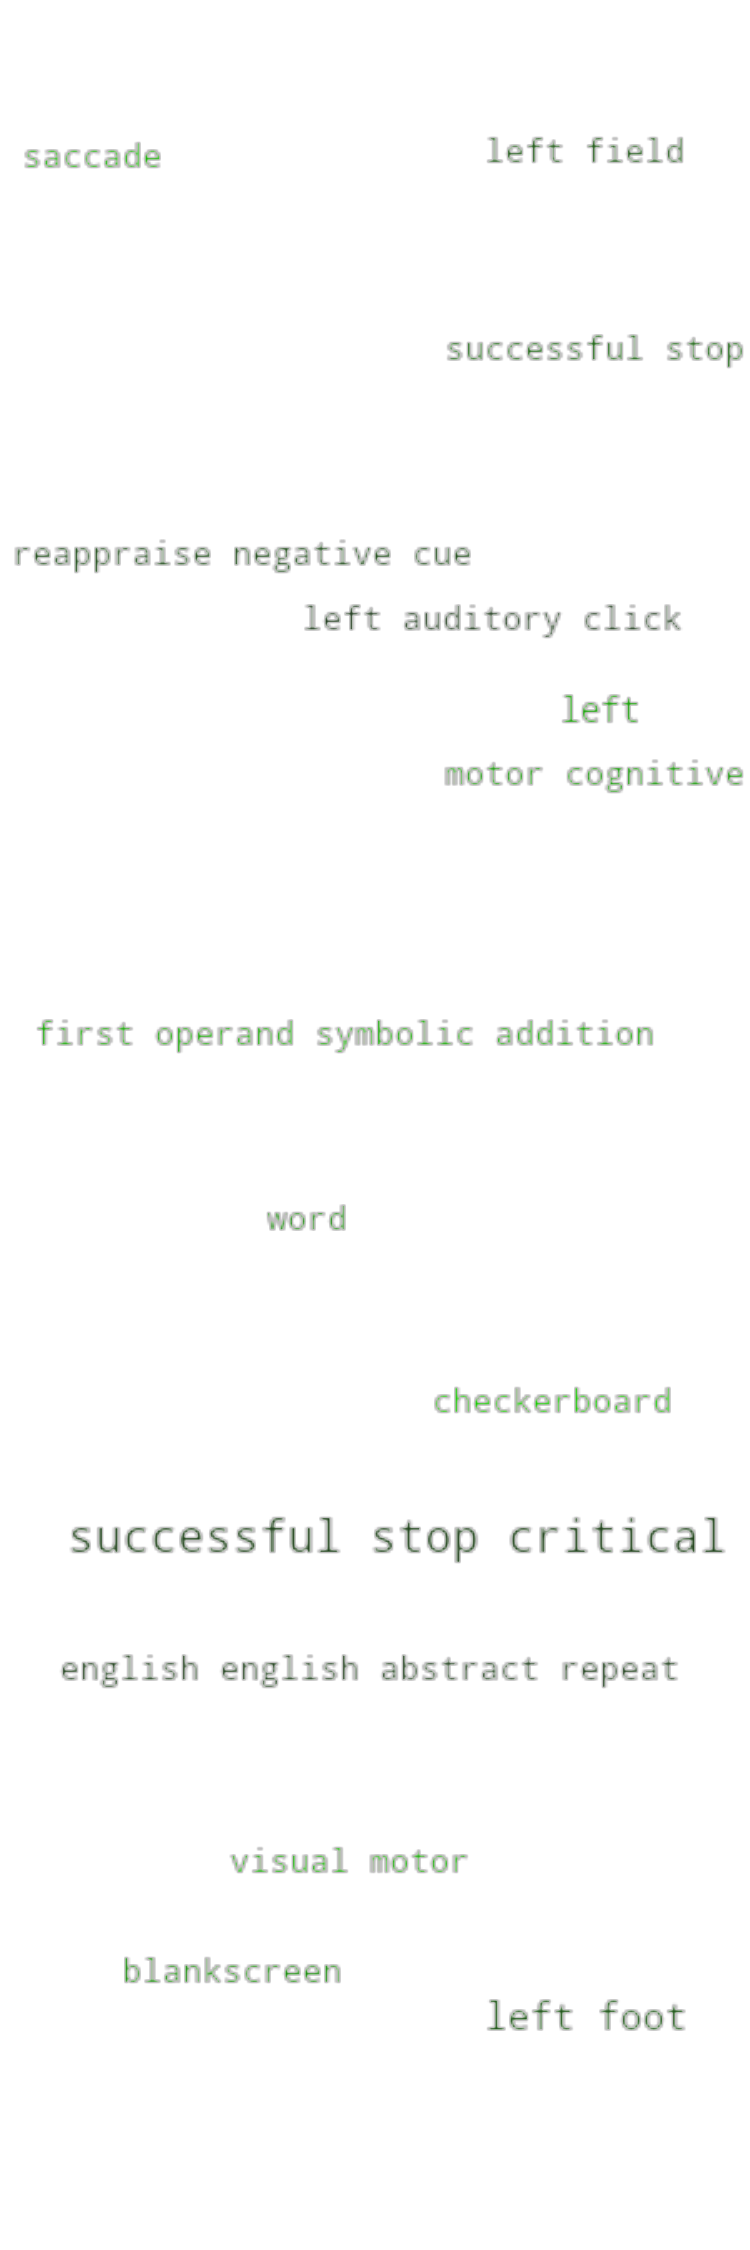 saccade
left field
successful stop
reappraise negative cue
left auditory click
left
motor cognitive
first operand symbolic addition
word
checkerboard
successful stop critical
english english abstract repeat
visual motor
blankscreen
left foot